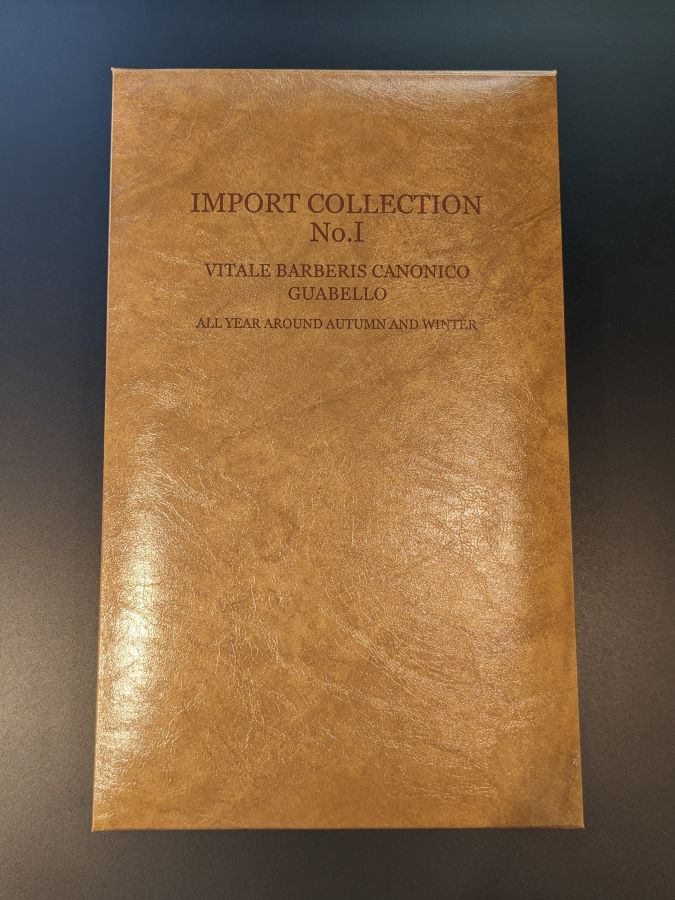 IMPORT COLLECTION
No.I
VITALE BARBERIS CANONICO
GUABELLO
ALL YEAR AROUND AUTUMN AND WINTER